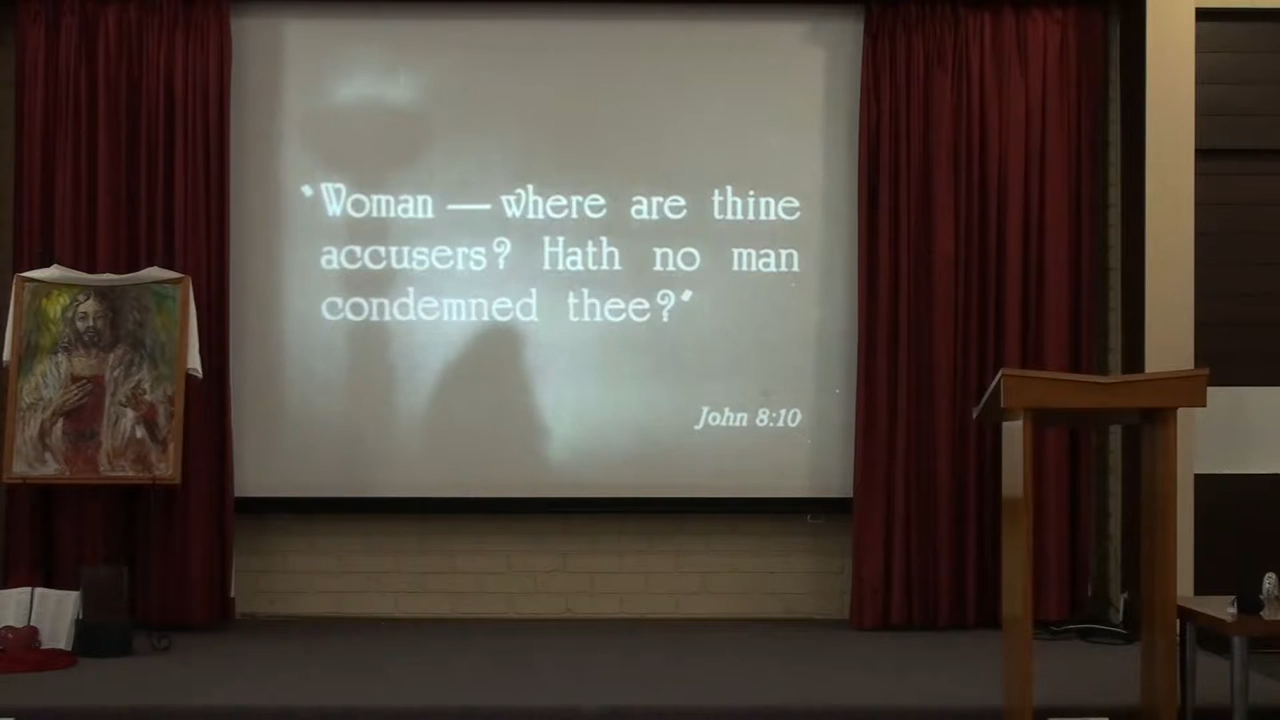 "Woman — where are thine
accusers? Hath no man
condemned thee?"
John 8:10